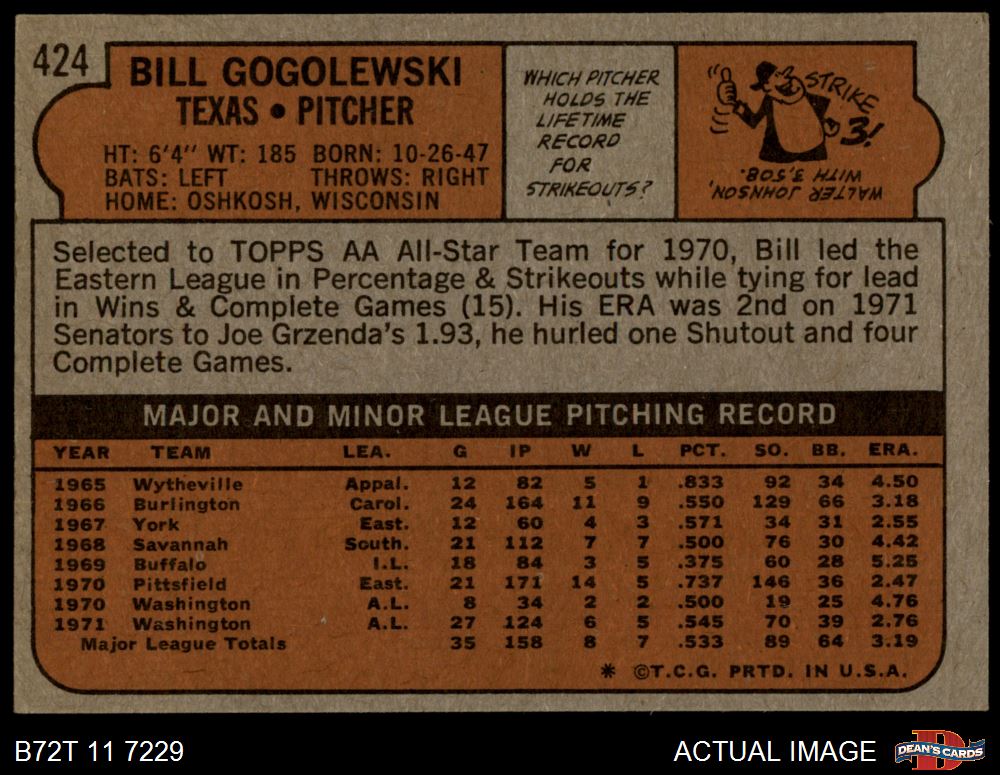 424
BILL GOGOLEWSKI
TEXAS • PITCHER
HT: 6'4" WT: 185 BORN: 10-26-47
BATS: LEFT THROWS: RIGHT
HOME: OSHKOSH, WISCONSIN
WHICH PITCHER
HOLDS THE
LIFETIME
RECORD
FOR
STRIKEOUTS?
STRIKE
3!
WALTER JOHNSON,
WITH 3,508.
Selected to TOPPS AA All-Star Team for 1970, Bill led the
Eastern League in Percentage & Strikeouts while tying for lead
in Wins & Complete Games (15). His ERA was 2nd on 1971
Senators to Joe Grzenda's 1.93, he hurled one Shutout and four
Complete Games.
MAJOR AND MINOR LEAGUE PITCHING RECORD
YEAR TEAM LEA. G IP W L PCT. SO. BB. ERA.
1965 Wytheville Appal. 12 82 5 1 .833 92 34 4.50
1966 Burlington Carol. 24 164 11 9 .550 129 66 3.18
1967 York East. 12 60 4 3 .571 34 31 2.55
1968 Savannah South. 21 112 7 7 .500 76 30 4.42
1969 Buffalo I.L. 18 84 3 5 .375 60 28 5.25
1970 Pittsfield East. 21 171 14 5 .737 146 36 2.47
1970 Washington A.L. 8 34 2 2 .500 19 25 4.76
1971 Washington A.L. 27 124 6 5 .545 70 39 2.76
Major League Totals 35 158 8 7 .533 89 64 3.19
* ©T.C.G. PRTD. IN U.S.A.
B72T 11 7229
ACTUAL IMAGE
D
DEAN'S CARDS